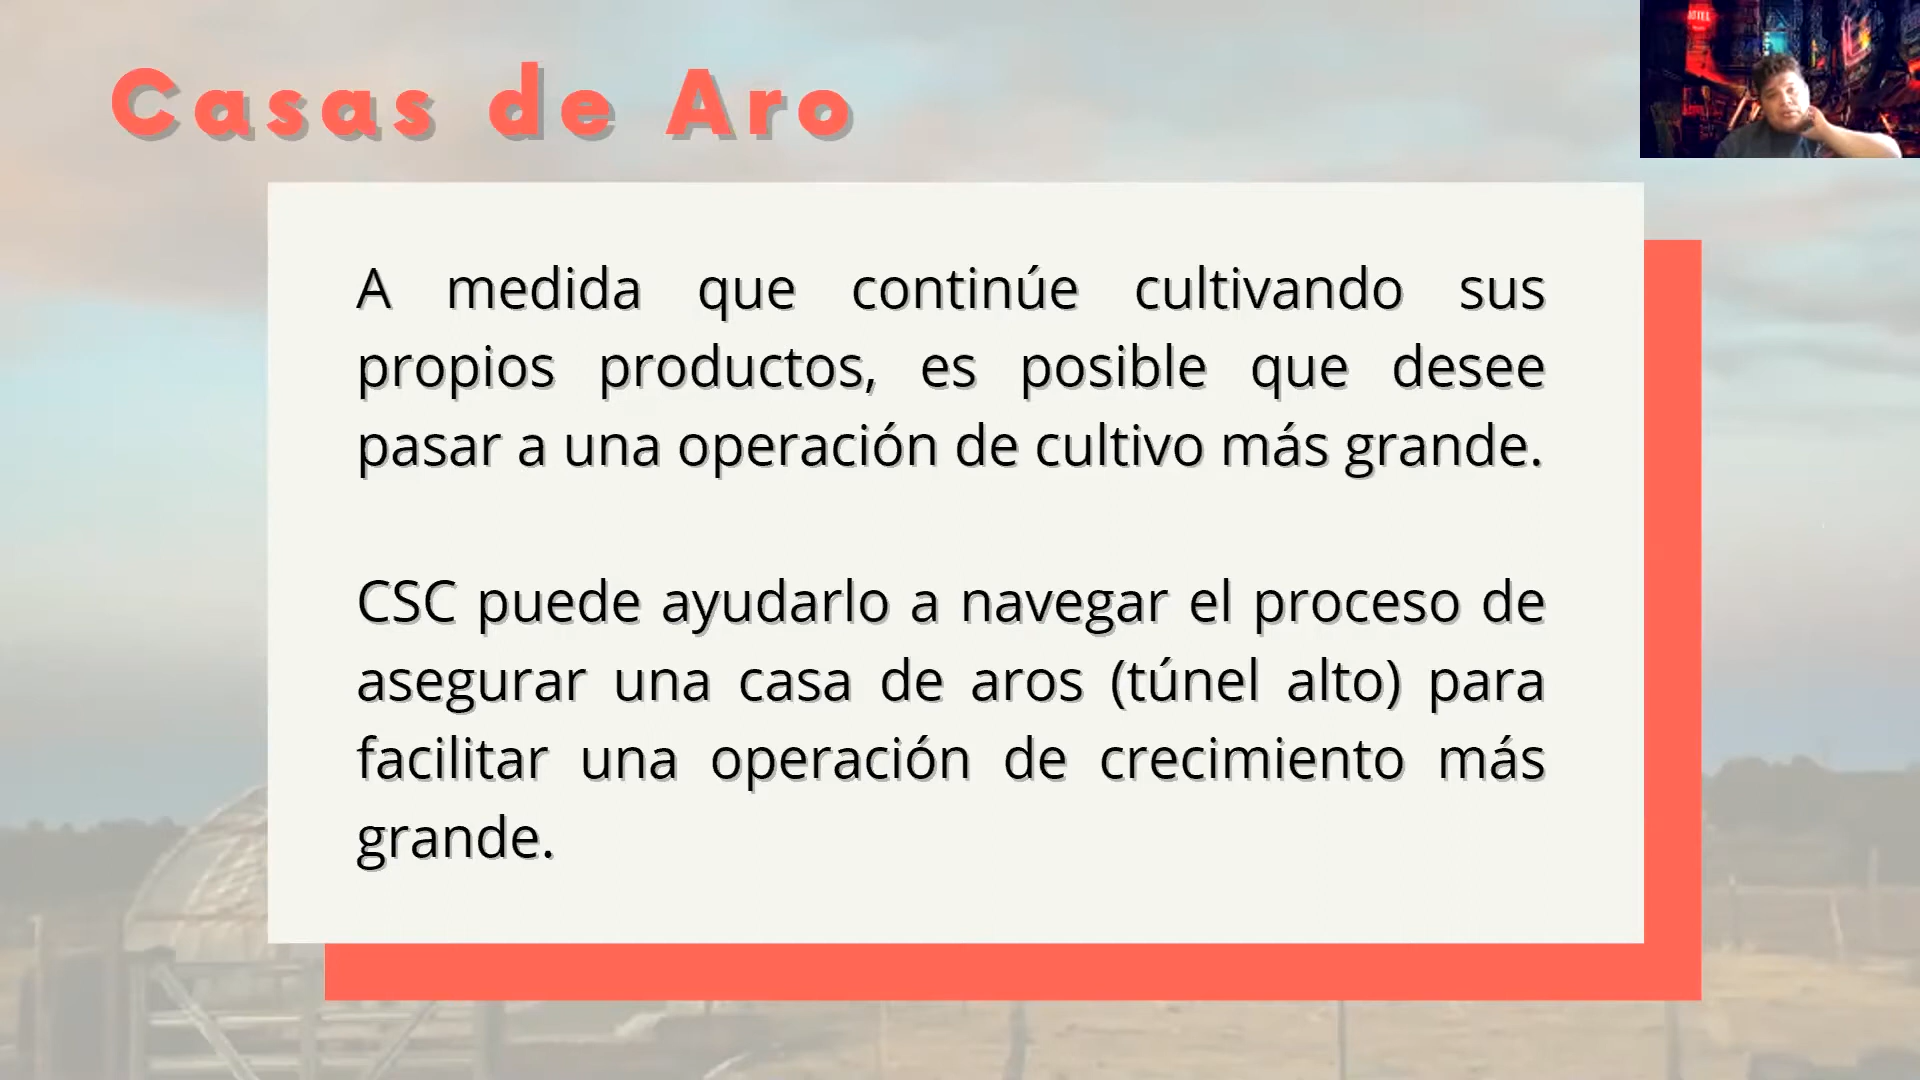 Casas de Aro
HOTEL
A medida que continúe cultivando sus
propios productos, es posible que desee
pasar a una operación de cultivo más grande.
CSC puede ayudarlo a navegar el proceso de
asegurar una casa de aros (túnel alto) para
facilitar una operación de crecimiento más
grande.